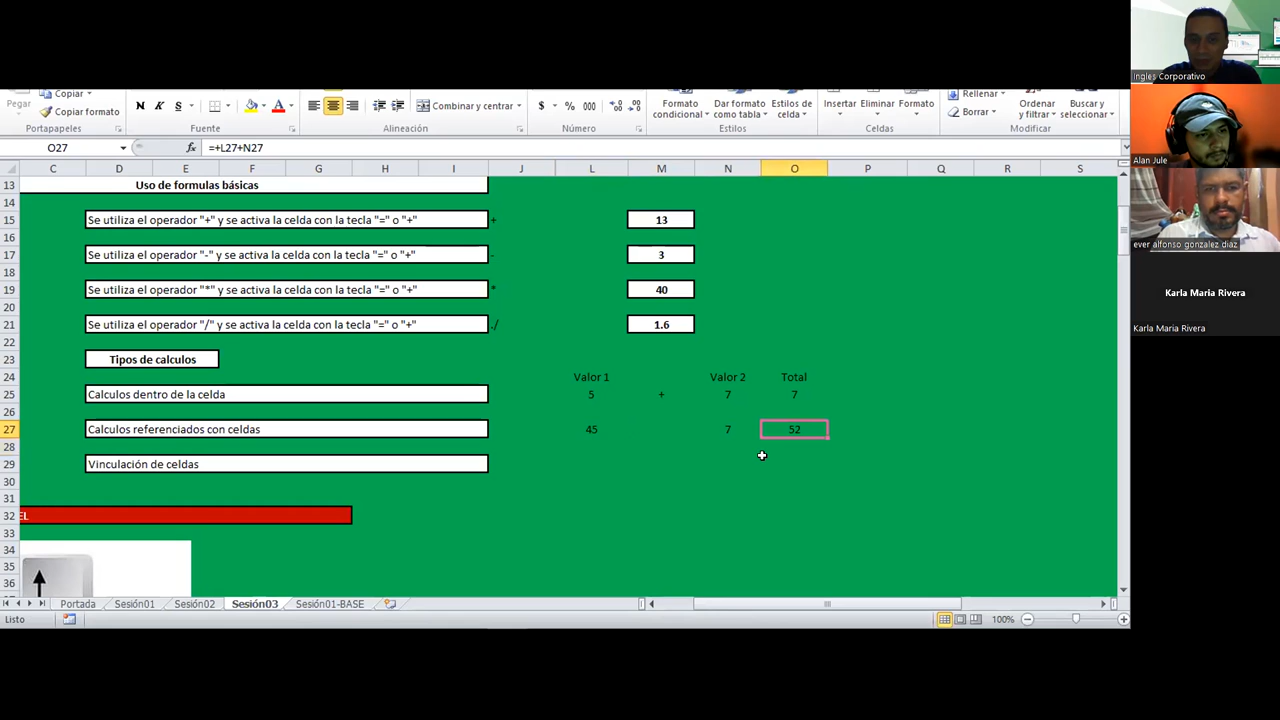 Pegar
Copiar
Copiar formato
Portapapeles
N K S
Fuente
A
Combinar y centrar
Alineación
$ % 000
Número
Formato condicional
Dar formato como tabla
Estilos de celda
Estilos
Insertar
Eliminar
Formato
Celdas
Rellenar
Borrar
Ordenar y filtrar
Buscar y seleccionar
Modificar
O27
fx
=+L27+N27
C D E F G H I J L M N O P Q R S
13 Uso de formulas básicas
14
15 Se utiliza el operador "+" y se activa la celda con la tecla "=" o "+" + 13
16
17 Se utiliza el operador "-" y se activa la celda con la tecla "=" o "+" - 3
18
19 Se utiliza el operador "*" y se activa la celda con la tecla "=" o "+" * 40
20
21 Se utiliza el operador "/" y se activa la celda con la tecla "=" o "+" ./ 1.6
22
23 Tipos de calculos
24 Valor 1 Valor 2 Total
25 Calculos dentro de la celda 5 + 7 7
26
27 Calculos referenciados con celdas 45 7 52
28
29 Vinculación de celdas
30
31
32 EL
33
34
35
36
Portada Sesión01 Sesión02 Sesión03 Sesión01-BASE
Listo
100%
Ingles Corporativo
Alan Jule
ever alfonso gonzalez diaz
Karla Maria Rivera
Karla Maria Rivera